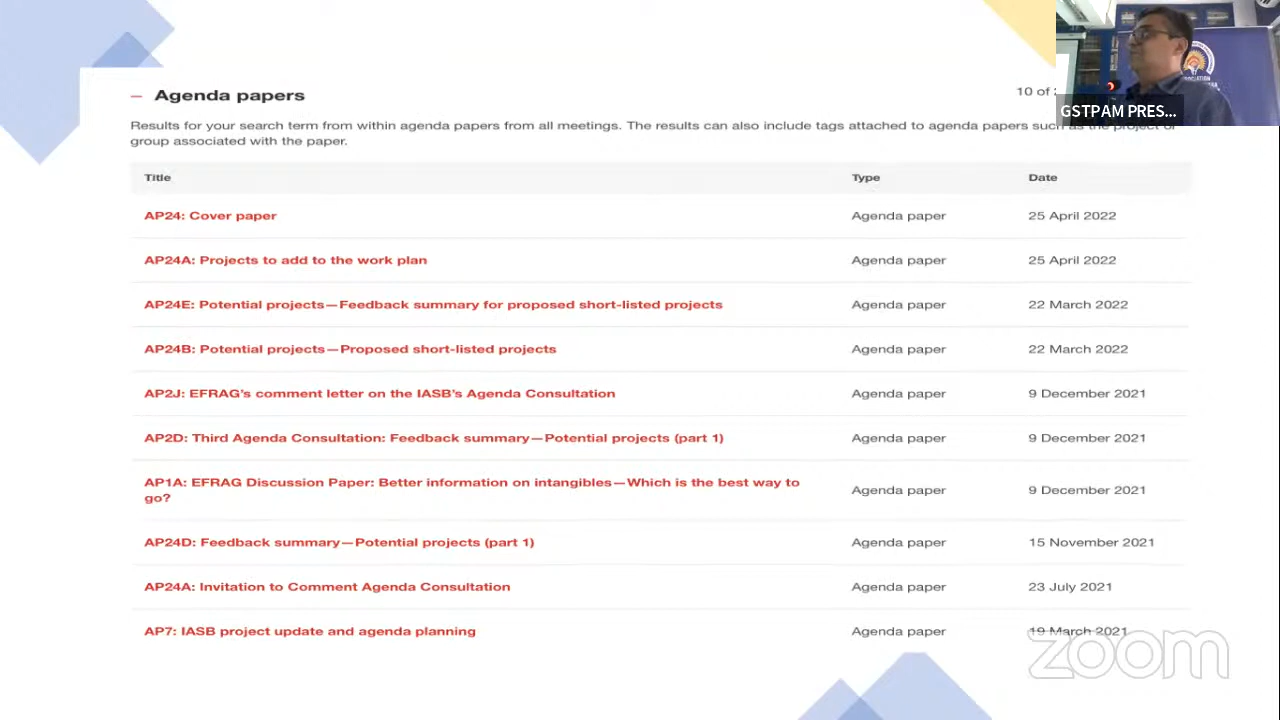 – Agenda papers
10 of
GSTPAM PRES...
Results for your search term from within agenda papers from all meetings. The results can also include tags attached to agenda papers such as the project or
group associated with the paper.
Title Type Date
AP24: Cover paper Agenda paper 25 April 2022
AP24A: Projects to add to the work plan Agenda paper 25 April 2022
AP24E: Potential projects—Feedback summary for proposed short-listed projects Agenda paper 22 March 2022
AP24B: Potential projects—Proposed short-listed projects Agenda paper 22 March 2022
AP2J: EFRAG's comment letter on the IASB's Agenda Consultation Agenda paper 9 December 2021
AP2D: Third Agenda Consultation: Feedback summary—Potential projects (part 1) Agenda paper 9 December 2021
AP1A: EFRAG Discussion Paper: Better information on intangibles—Which is the best way to
go?
Agenda paper 9 December 2021
AP24D: Feedback summary—Potential projects (part 1) Agenda paper 15 November 2021
AP24A: Invitation to Comment Agenda Consultation Agenda paper 23 July 2021
AP7: IASB project update and agenda planning Agenda paper 19 March 2021
zoom